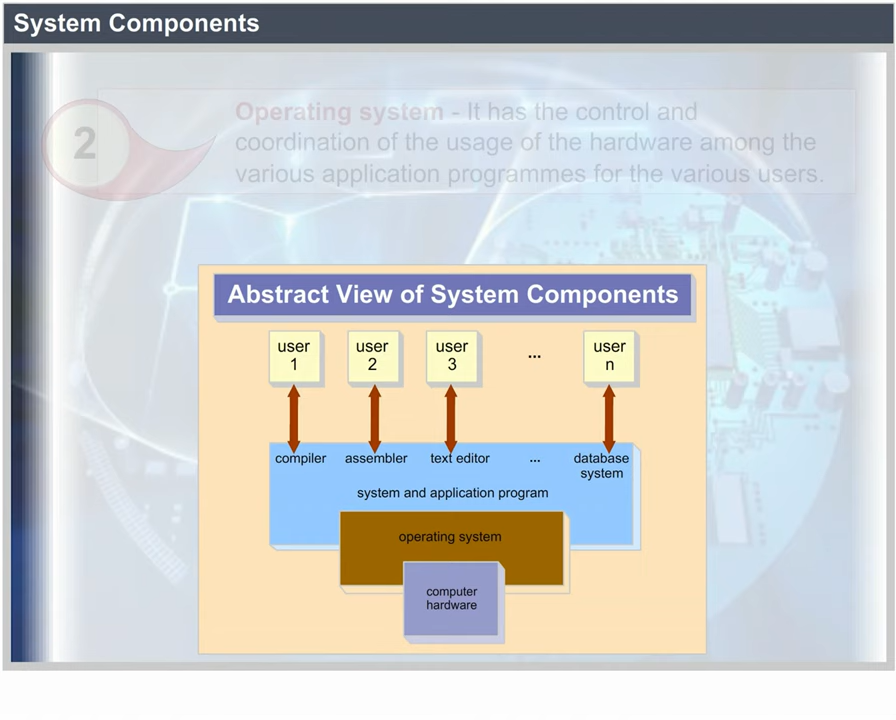 System Components
2
Operating system - It has the control and
coordination of the usage of the hardware among the
various application programmes for the various users.
Abstract View of System Components
user
1
user
2
user
3
...
user
n
compiler
assembler
text editor
...
database
system
system and application program
operating system
computer
hardware